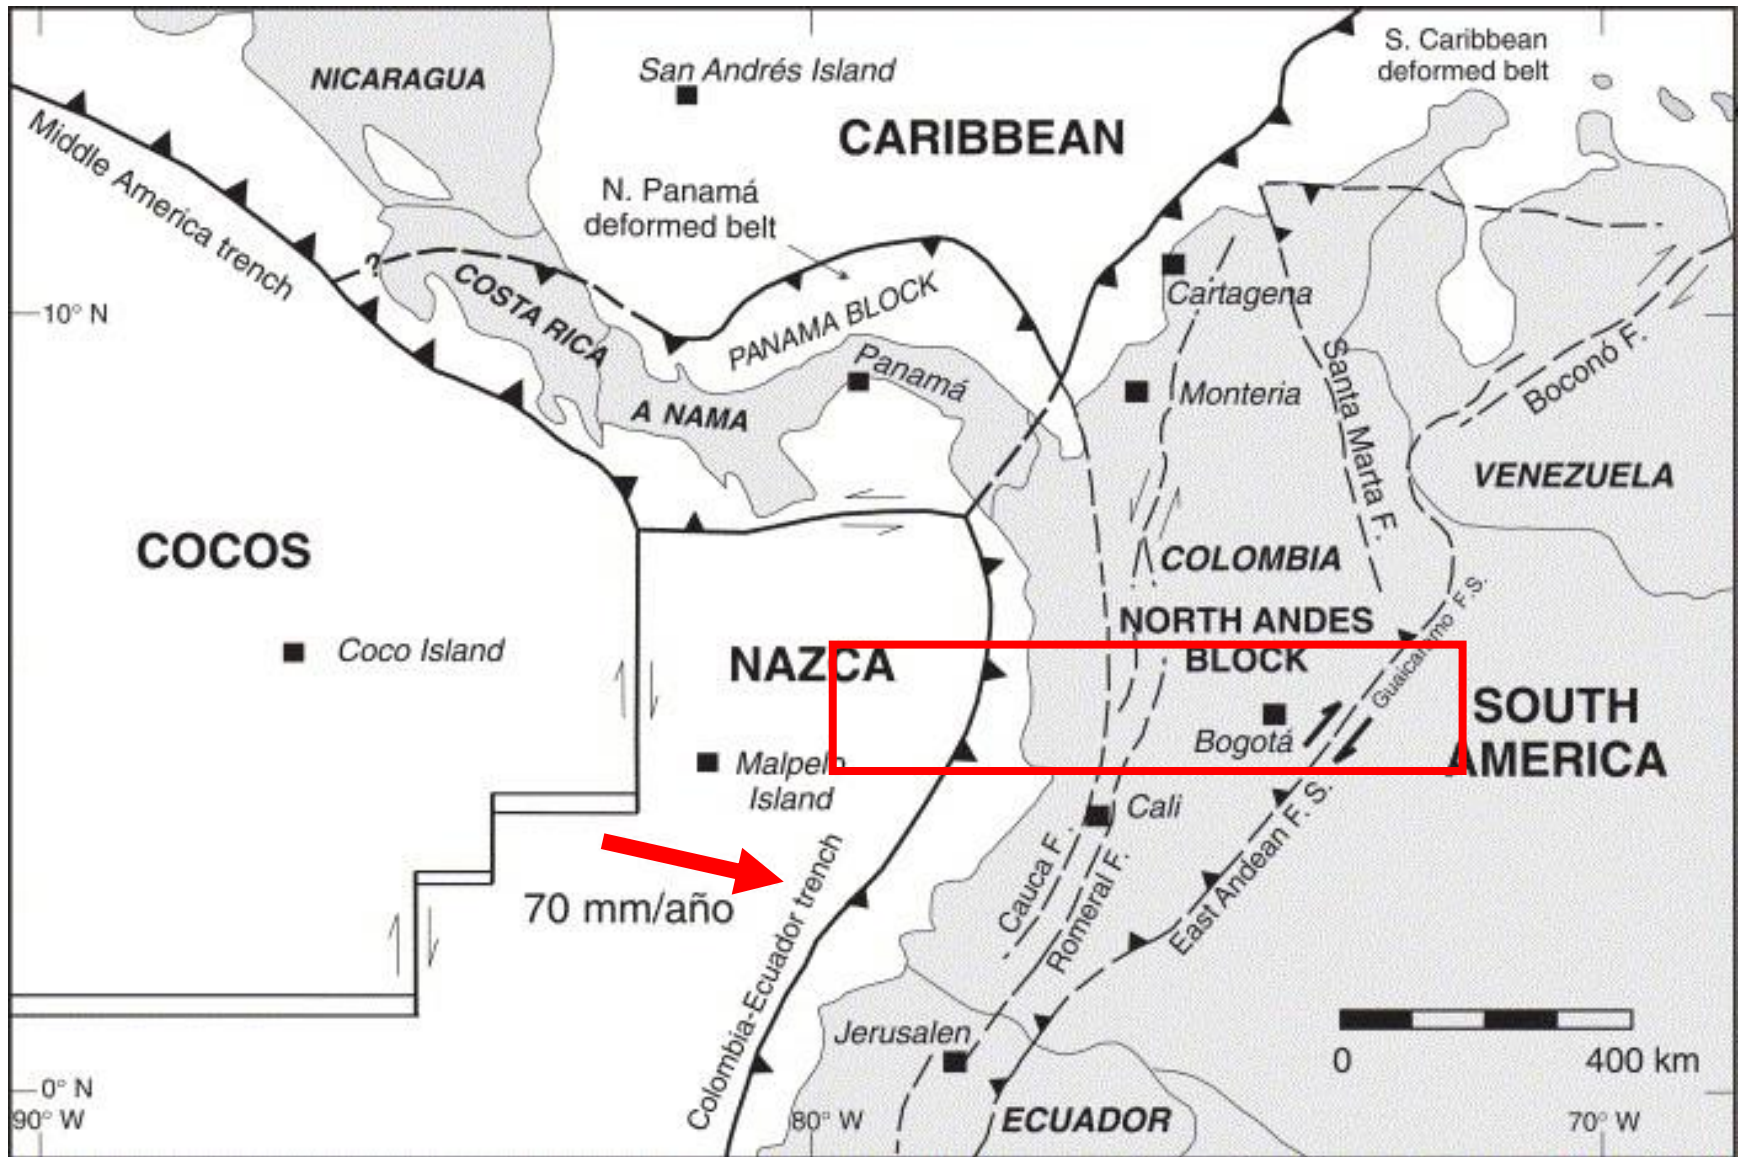 S. Caribbean
deformed belt
NICARAGUA
San Andrés Island
Middle America trench
CARIBBEAN
N. Panamá
deformed belt
?
COSTA RICA
PANAMA BLOCK
Cartagena
10° N
Panamá
Santa Marta F.
Boconó F.
Monteria
A NAMA
VENEZUELA
COCOS
COLOMBIA
NORTH ANDES
BLOCK
Guaicaramo F.S.
Coco Island
NAZCA
SOUTH
AMERICA
Bogotá
Malpelo
Island
Cali
Cauca F.
Romeral F.
East Andean F. S.
70 mm/año
Colombia-Ecuador trench
Jerusalen
0 400 km
0° N
90° W
80° W
70° W
ECUADOR